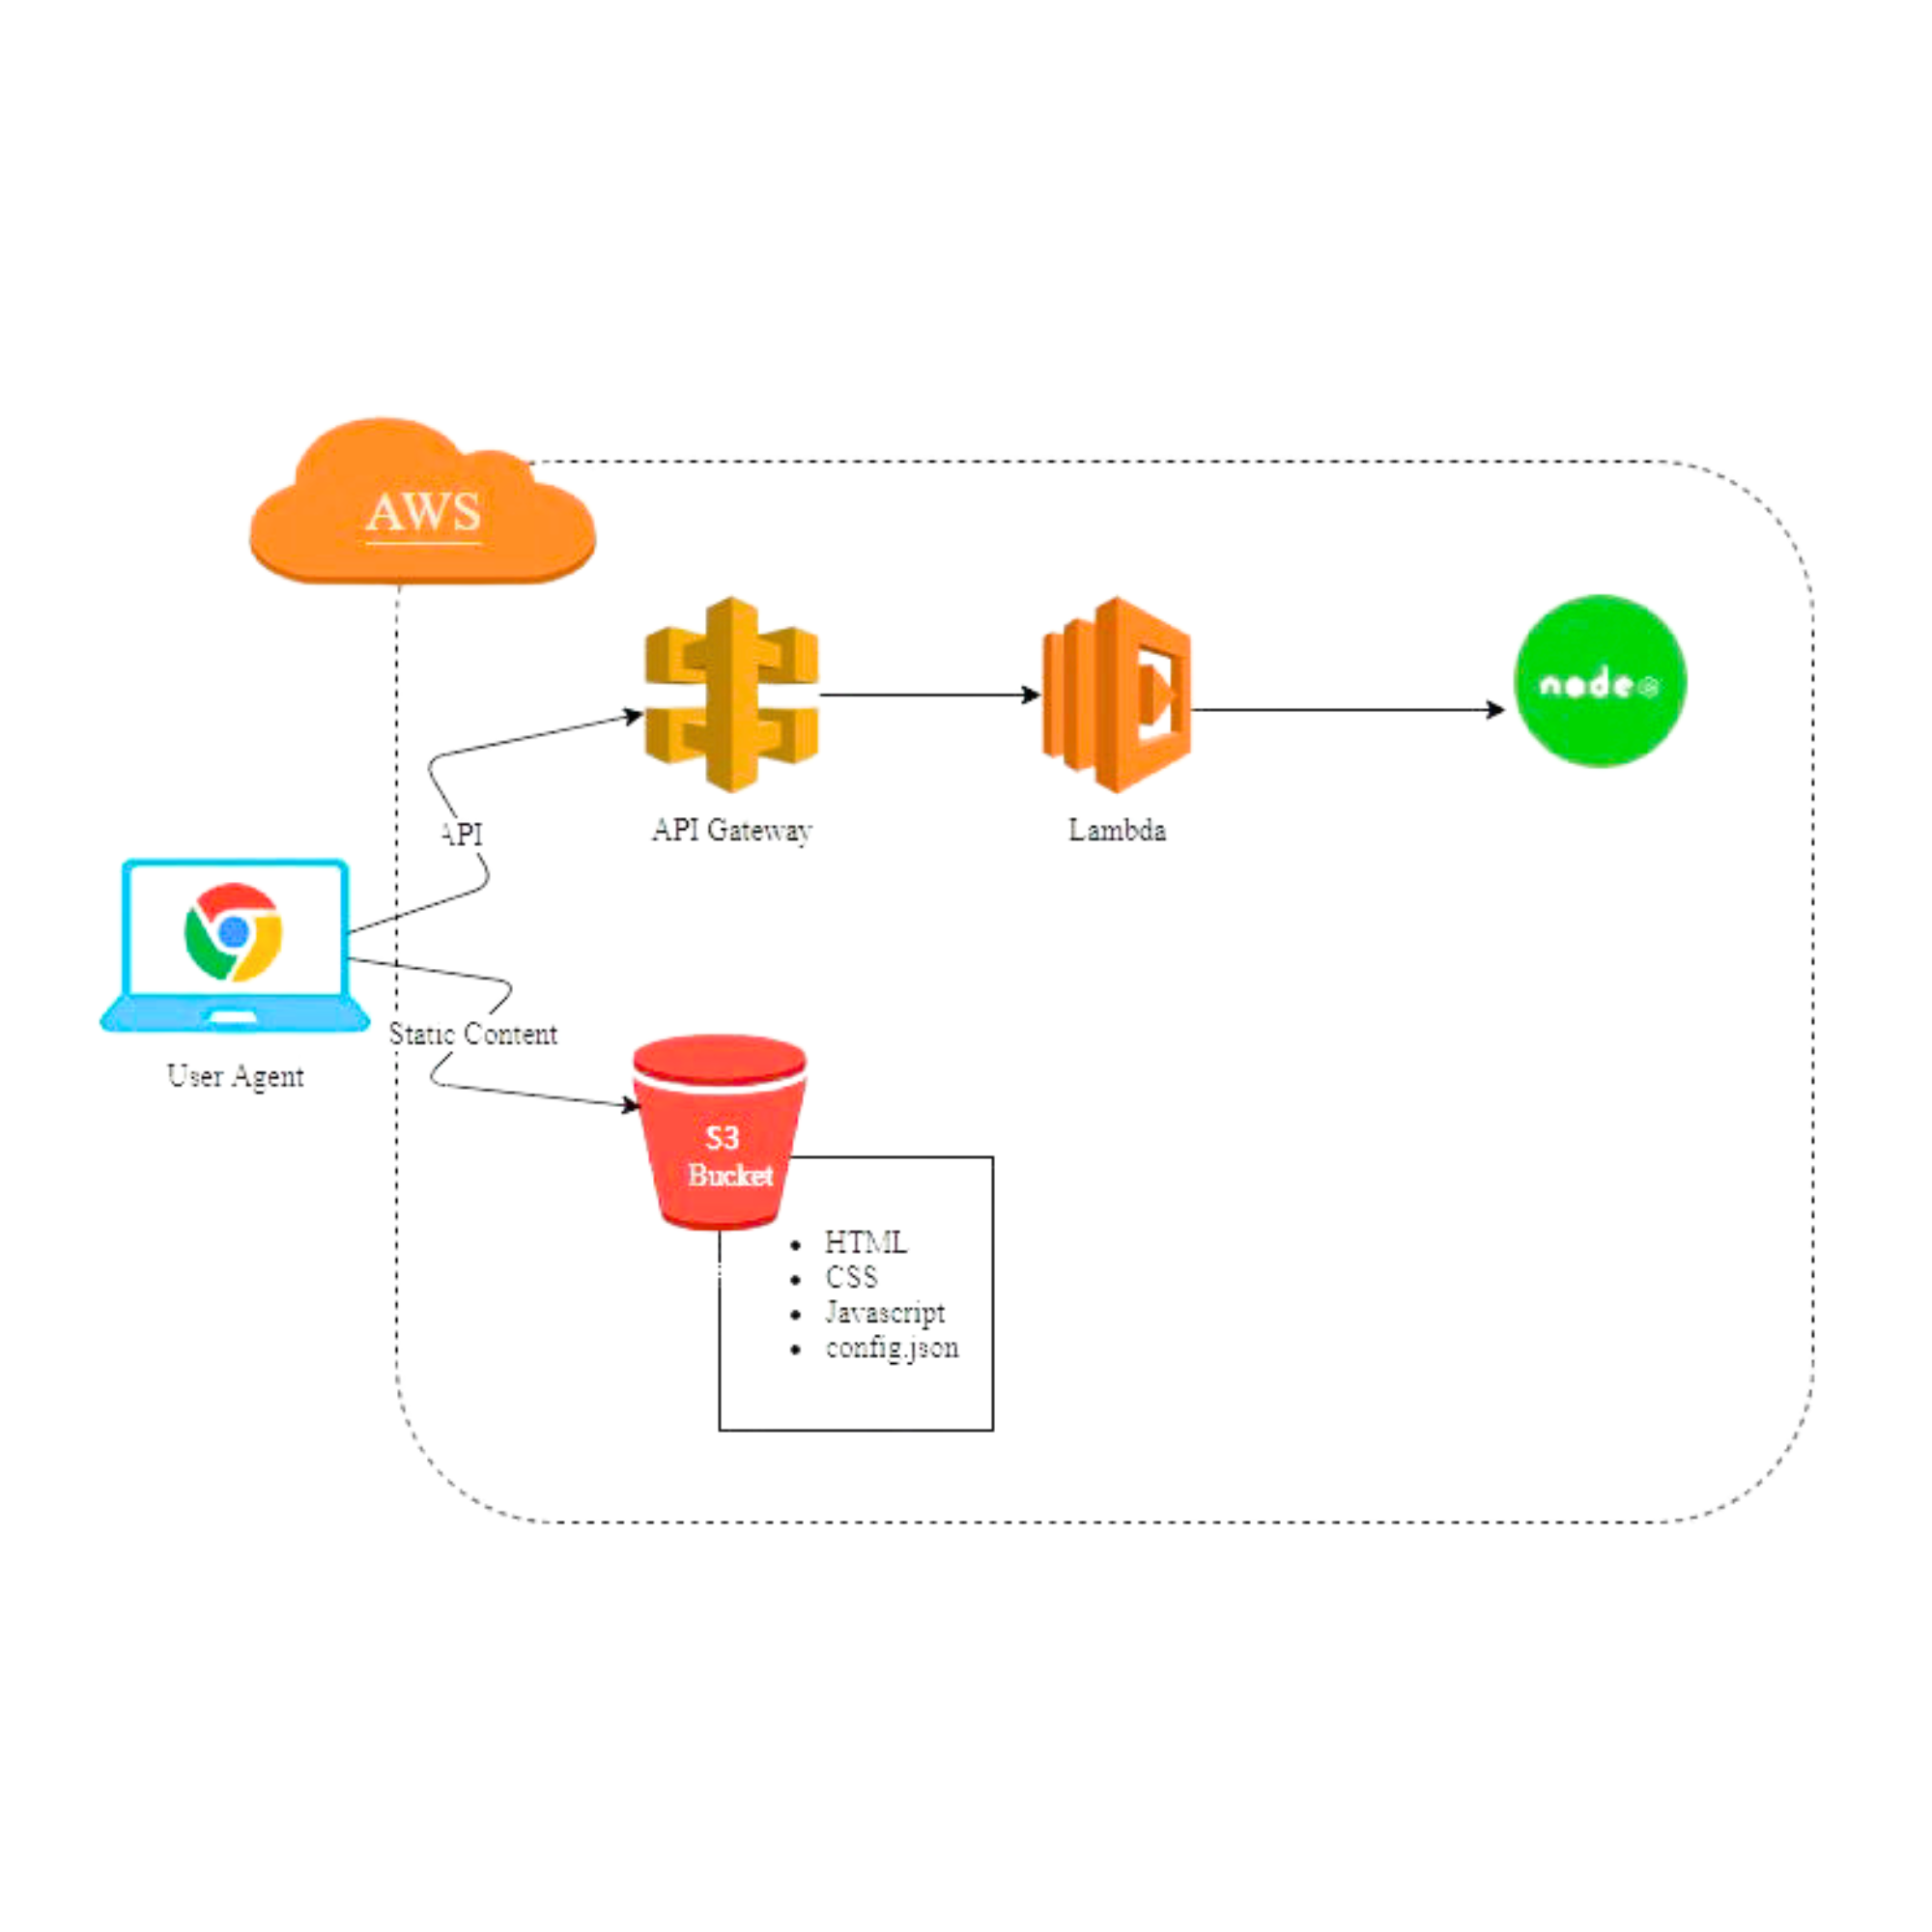 AWS
node
API Gateway
Lambda
API
User Agent
Static Content
S3
Bucket
HTML
CSS
Javascript
config.json